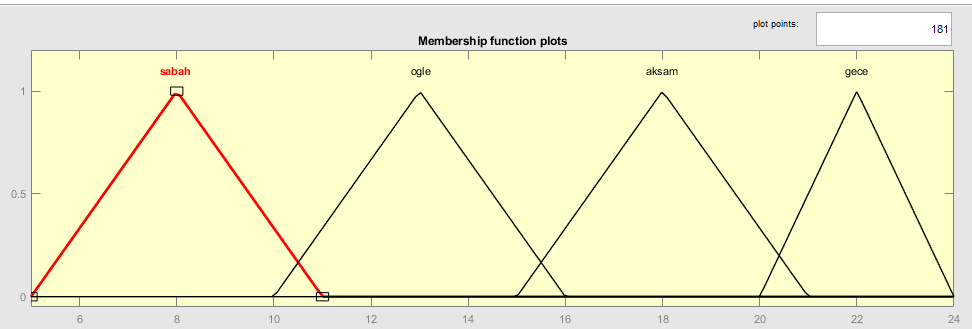 plot points: 181
Membership function plots
sabah ogle aksam gece
1
0.5
0
6 8 10 12 14 16 18 20 22 24